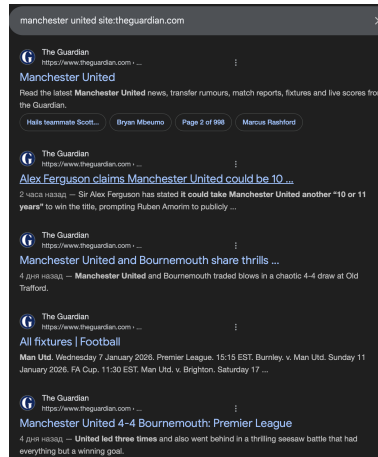 manchester united site:theguardian.com
The Guardian
https://www.theguardian.com › ...
Manchester United
Read the latest Manchester United news, transfer rumours, match reports, fixtures and live scores from
the Guardian.
Hails teammate Scott...
Bryan Mbeumo
Page 2 of 998
Marcus Rashford
The Guardian
https://www.theguardian.com › ...
Alex Ferguson claims Manchester United could be 10 ...
2 часа назад — Sir Alex Ferguson has stated it could take Manchester United another “10 or 11
years” to win the title, prompting Ruben Amorim to publicly ...
The Guardian
https://www.theguardian.com › ...
Manchester United and Bournemouth share thrills ...
4 дня назад — Manchester United and Bournemouth traded blows in a chaotic 4-4 draw at Old
Trafford.
The Guardian
https://www.theguardian.com › ...
All fixtures | Football
Man Utd. Wednesday 7 January 2026. Premier League. 15:15 EST. Burnley. v. Man Utd. Sunday 11
January 2026. FA Cup. 11:30 EST. Man Utd. v. Brighton. Saturday 17 ...
The Guardian
https://www.theguardian.com › ...
Manchester United 4-4 Bournemouth: Premier League
4 дня назад — United led three times and also went behind in a thrilling seesaw battle that had
everything but a winning goal.